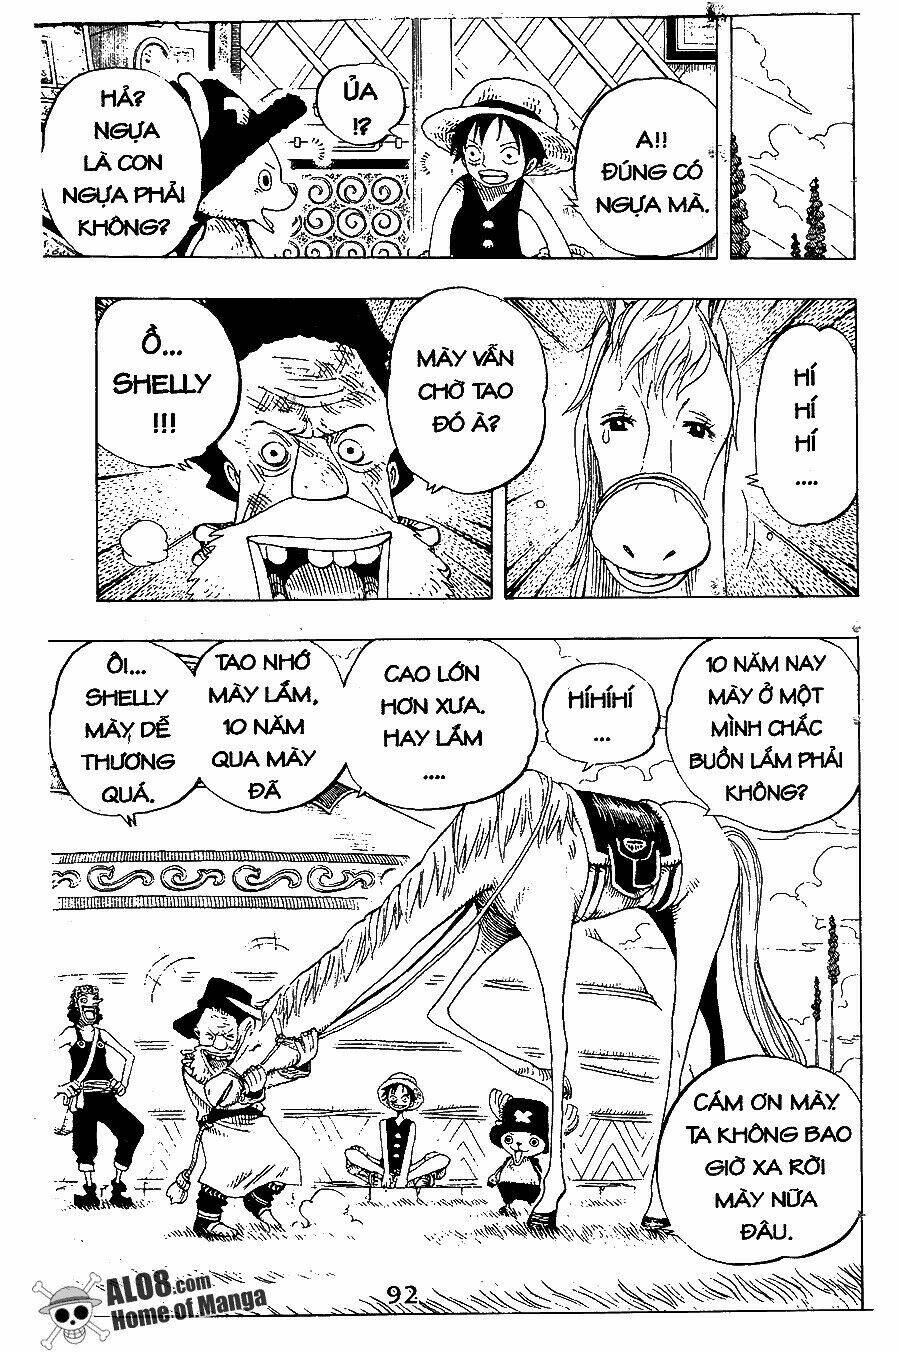 A!!
ĐÚNG CÓ
NGỰA MÀ.
ỦA
!?
HẢ?
NGỰA
LÀ CON
NGỰA PHẢI
KHÔNG?
HÍ
HÍ
HÍ
....
MÀY VẪN
CHỜ TAO
ĐÓ À?
Ồ...
SHELLY
!!!
10 NĂM NAY
MÀY Ở MỘT
MÌNH CHẮC
BUỒN LẮM PHẢI
KHÔNG?
HÍHÍHÍ
...
CAO LỚN
HƠN XƯA.
HAY LẮM
....
TAO NHỚ
MÀY LẮM,
10 NĂM
QUA MÀY
ĐÃ
ÔI...
SHELLY
MÀY DỄ
THƯƠNG
QUÁ.
CÁM ƠN MÀY.
TA KHÔNG BAO
GIỜ XA RỜI
MÀY NỮA
ĐÂU.
92
AL08.com
Home of Manga